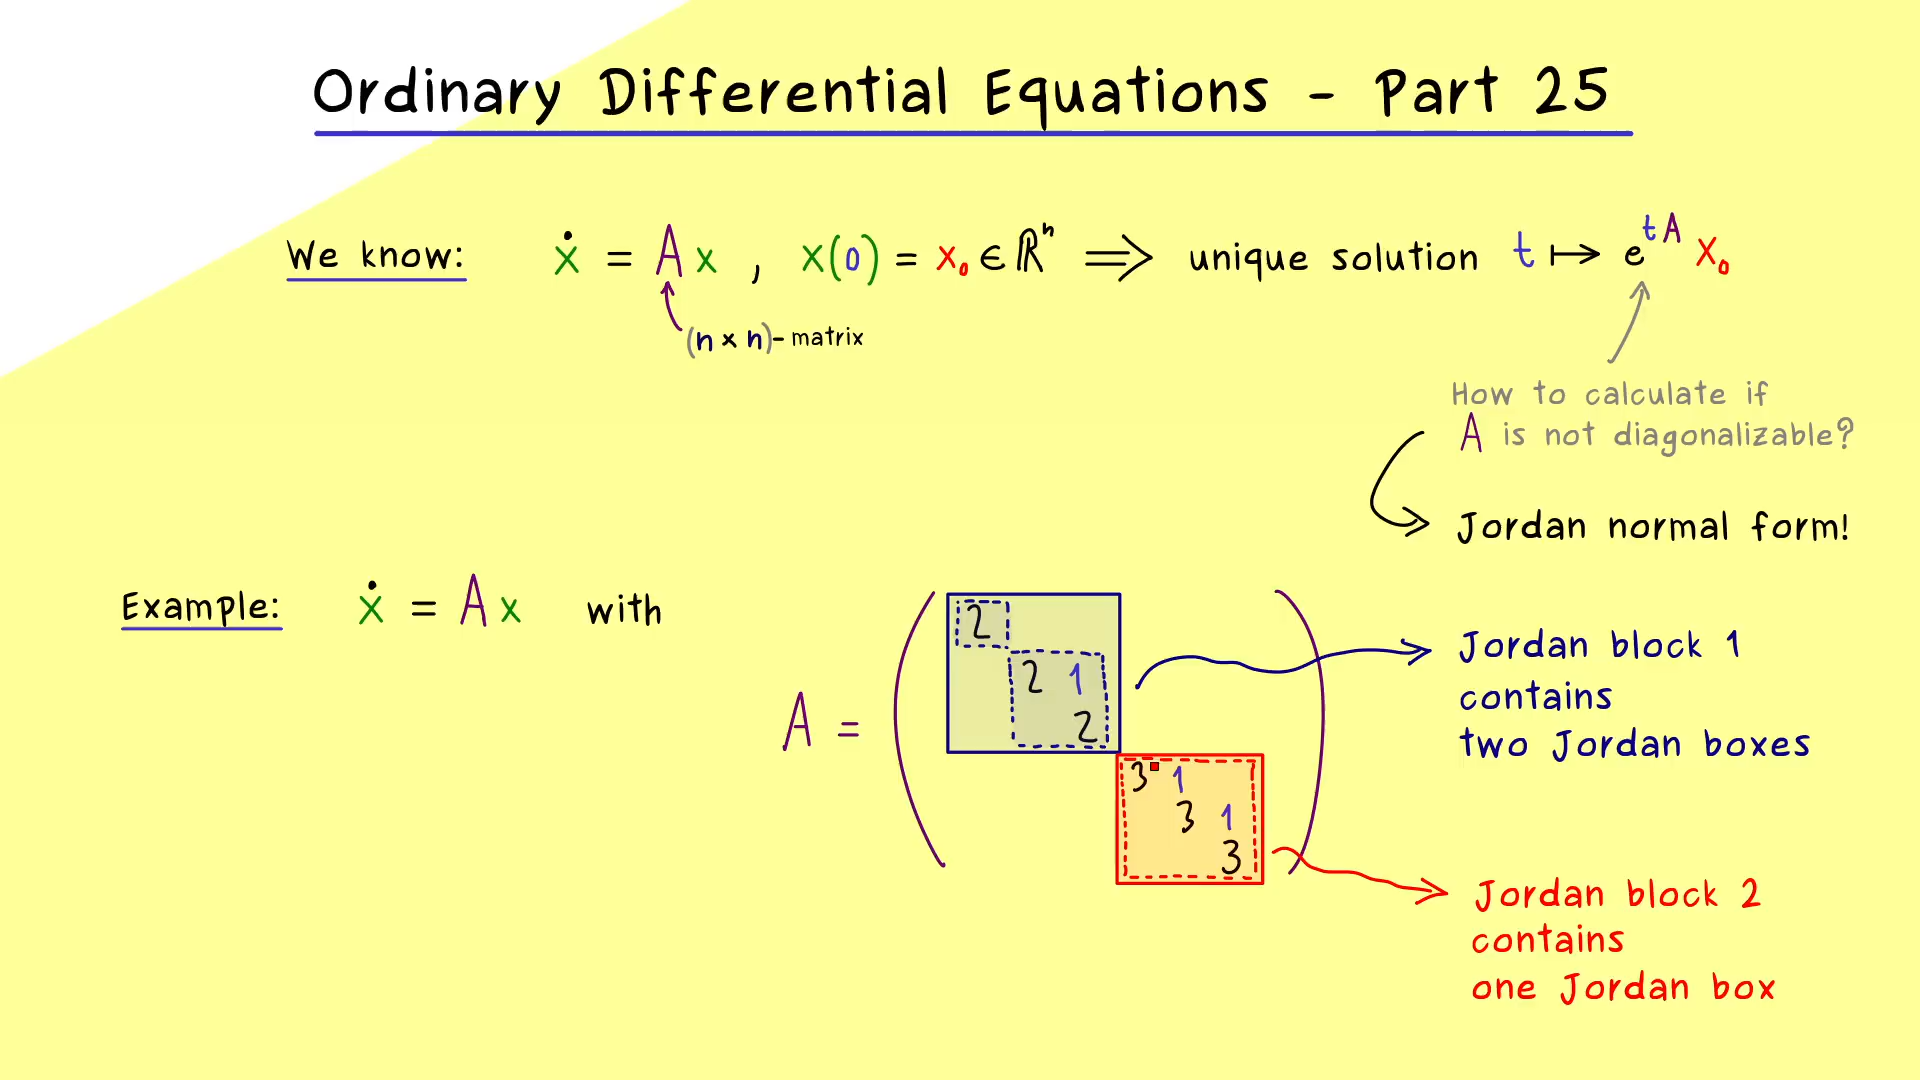 Ordinary Differential Equations - Part 25
We know: ẋ = A x , x(0) = x₀ ∈ ℝⁿ ⟹ unique solution t ↦ e^{tA} x₀
(n × n)- matrix
How to calculate if
A is not diagonalizable?
Jordan normal form!
Example: ẋ = A x with
A = (
2
2 1
2
3 1
3 1
3
)
Jordan block 1
contains
two Jordan boxes
Jordan block 2
contains
one Jordan box